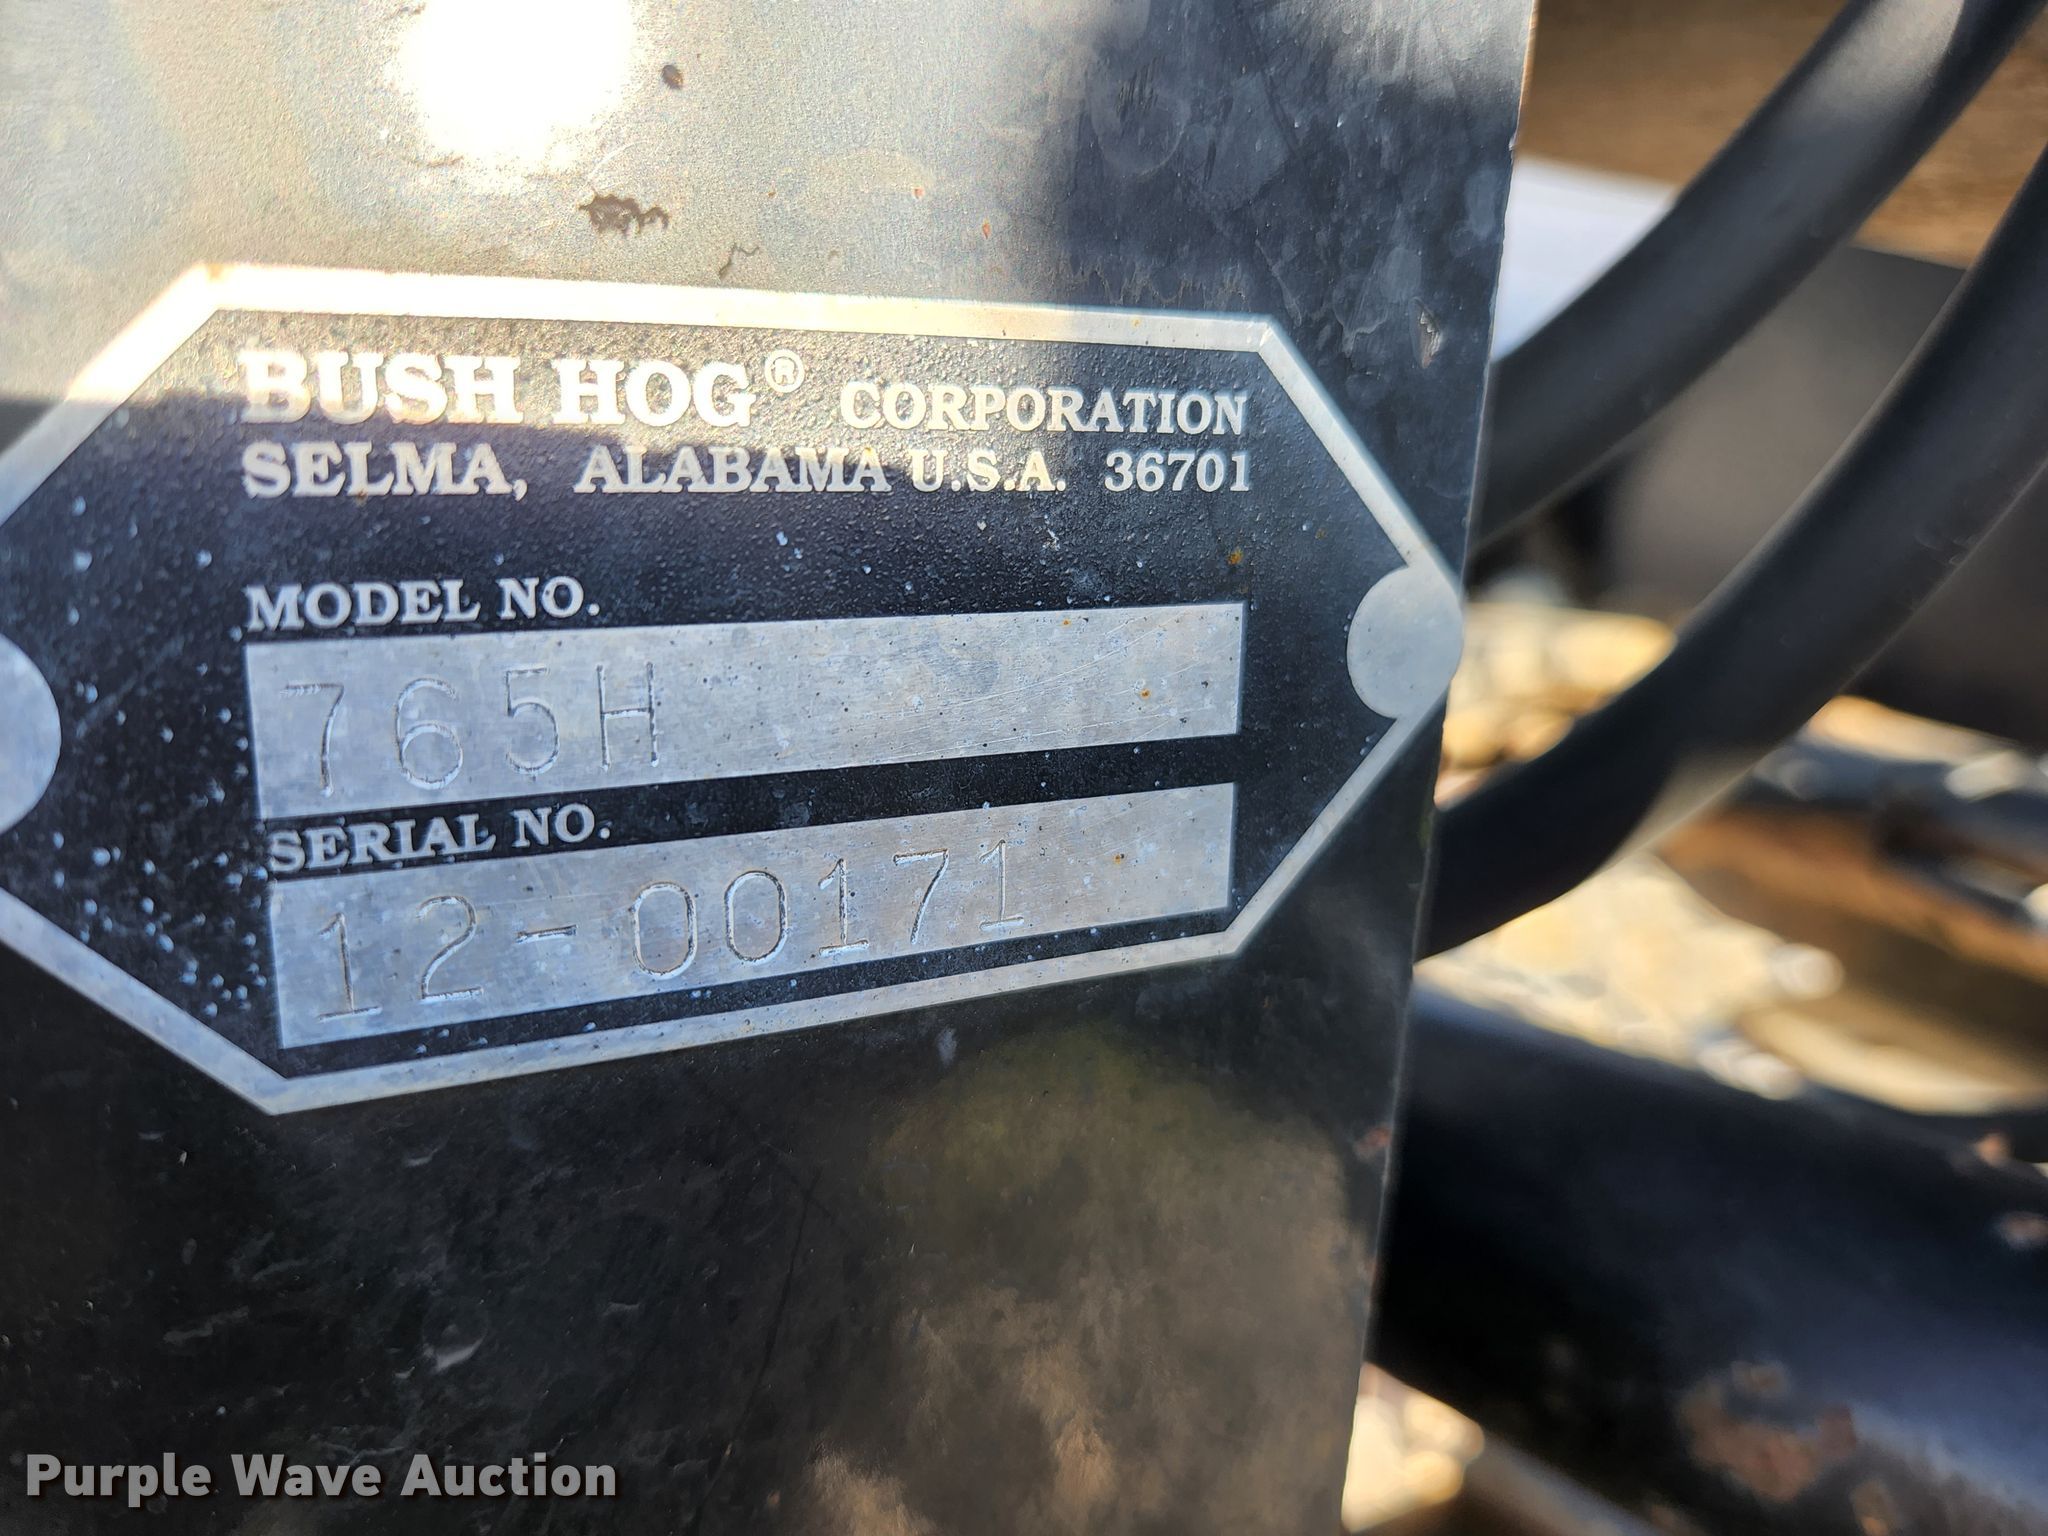 BUSH HOG® CORPORATION
SELMA, ALABAMA U.S.A. 36701
MODEL NO.
765H
SERIAL NO.
12-00171
Purple Wave Auction